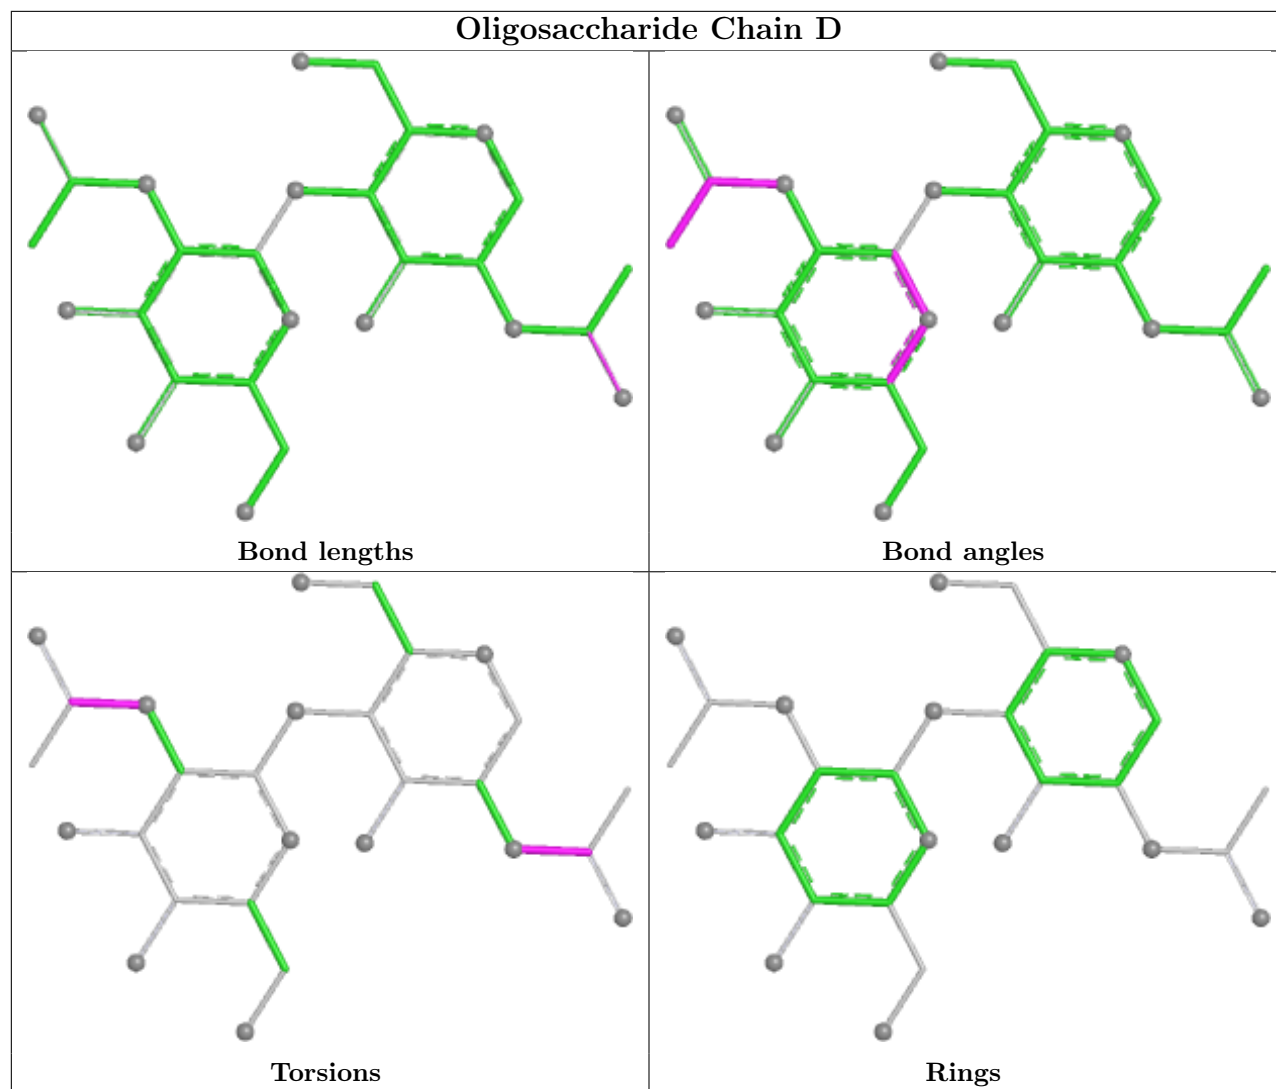 Oligosaccharide Chain D
Bond lengths
Bond angles
Torsions
Rings